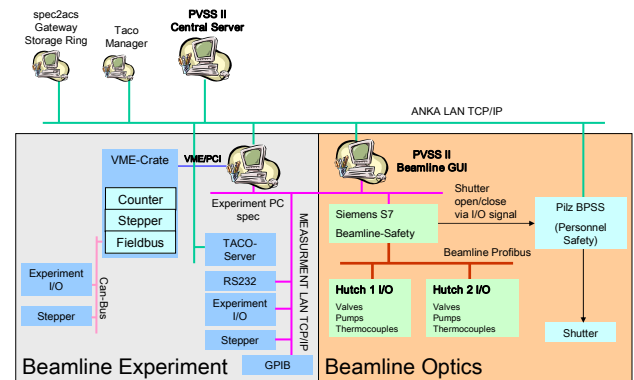 spec2acs
Gateway
Storage Ring
Taco
Manager
PVSS II
Central Server
ANKA LAN TCP/IP
VME-Crate
VME/PCI
Counter
Stepper
Fieldbus
Experiment
I/O
Stepper
Can-Bus
Experiment PC
spec
TACO-
Server
RS232
Experiment
I/O
Stepper
GPIB
MEASURMENT LAN TCP/IP
Beamline Experiment
PVSS II
Beamline GUI
Siemens S7
Beamline-Safety
Shutter
open/close
via I/O signal
Pilz BPSS
(Personnel
Safety)
Beamline Profibus
Hutch 1 I/O
Valves
Pumps
Thermocouples
Hutch 2 I/O
Valves
Pumps
Thermocouples
Shutter
Beamline Optics